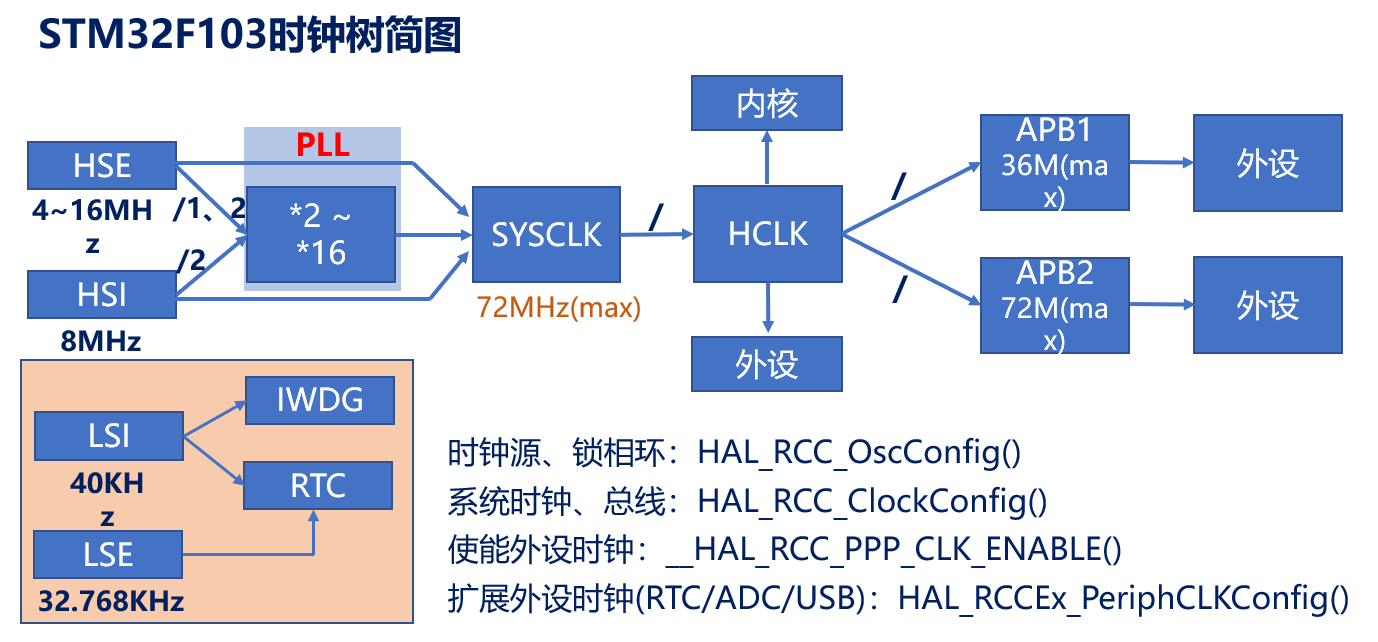 STM32F103时钟树简图
PLL
HSE
4~16MH
z
/1、2
/2
HSI
8MHz
*2 ~
*16
SYSCLK
72MHz(max)
/
内核
HCLK
外设
/
/
APB1
36M(ma
x)
外设
APB2
72M(ma
x)
外设
LSI
40KH
z
LSE
32.768KHz
IWDG
RTC
时钟源、锁相环：HAL_RCC_OscConfig()
系统时钟、总线：HAL_RCC_ClockConfig()
使能外设时钟：__HAL_RCC_PPP_CLK_ENABLE()
扩展外设时钟(RTC/ADC/USB)：HAL_RCCEx_PeriphCLKConfig()